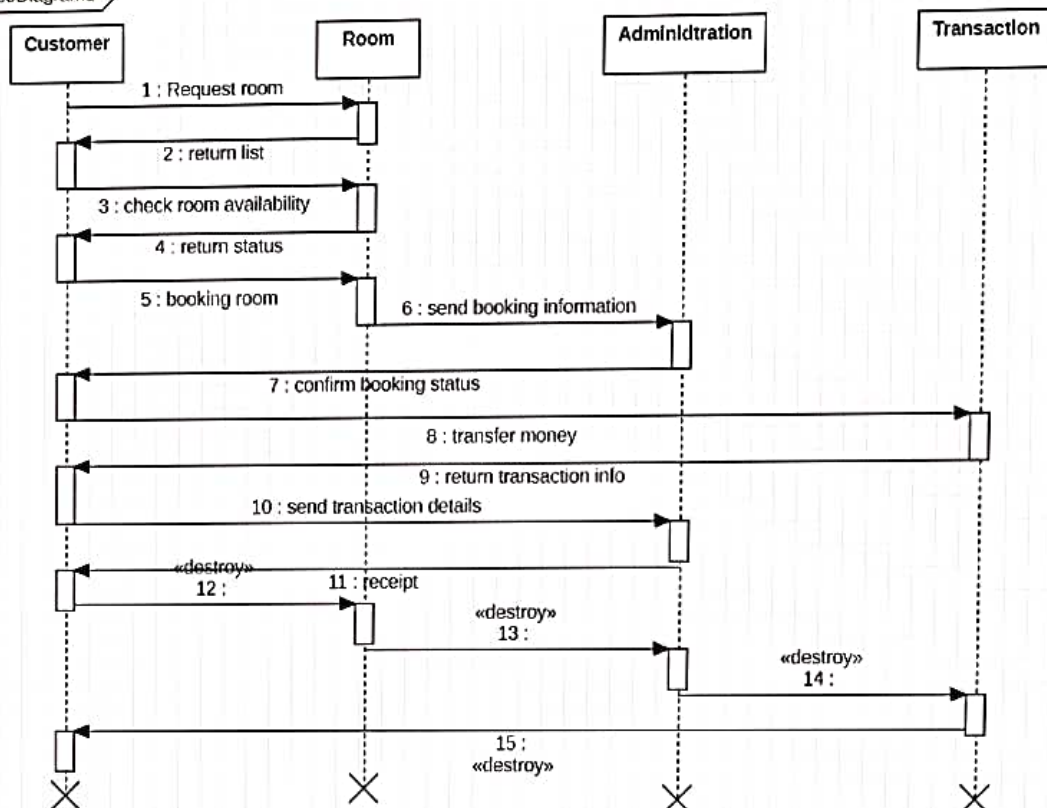 Customer
Room
Adminidtration
Transaction
1 : Request room
2 : return list
3 : check room availability
4 : return status
5 : booking room
6 : send booking information
7 : confirm booking status
8 : transfer money
9 : return transaction info
10 : send transaction details
11 : receipt
«destroy»
12 :
«destroy»
13 :
«destroy»
14 :
15 :
«destroy»